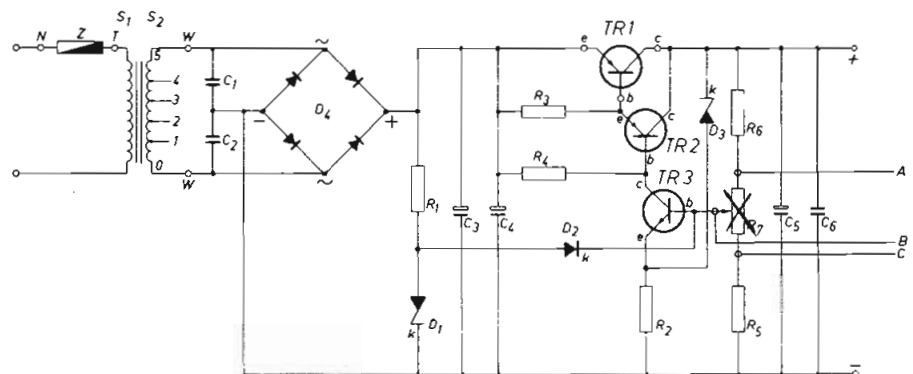 N Z T S1 S2 W
5
4
3
2
1
0
W
C1
C2
~
D4
−
+
~
R1
k D1
C3
C4
R3
R4
D2
k
e TR1 c
b
e TR2 c
b
c TR3 b
e
R2
k
D3
R6
R7
R5
C5
C6
+
A
B
C
−